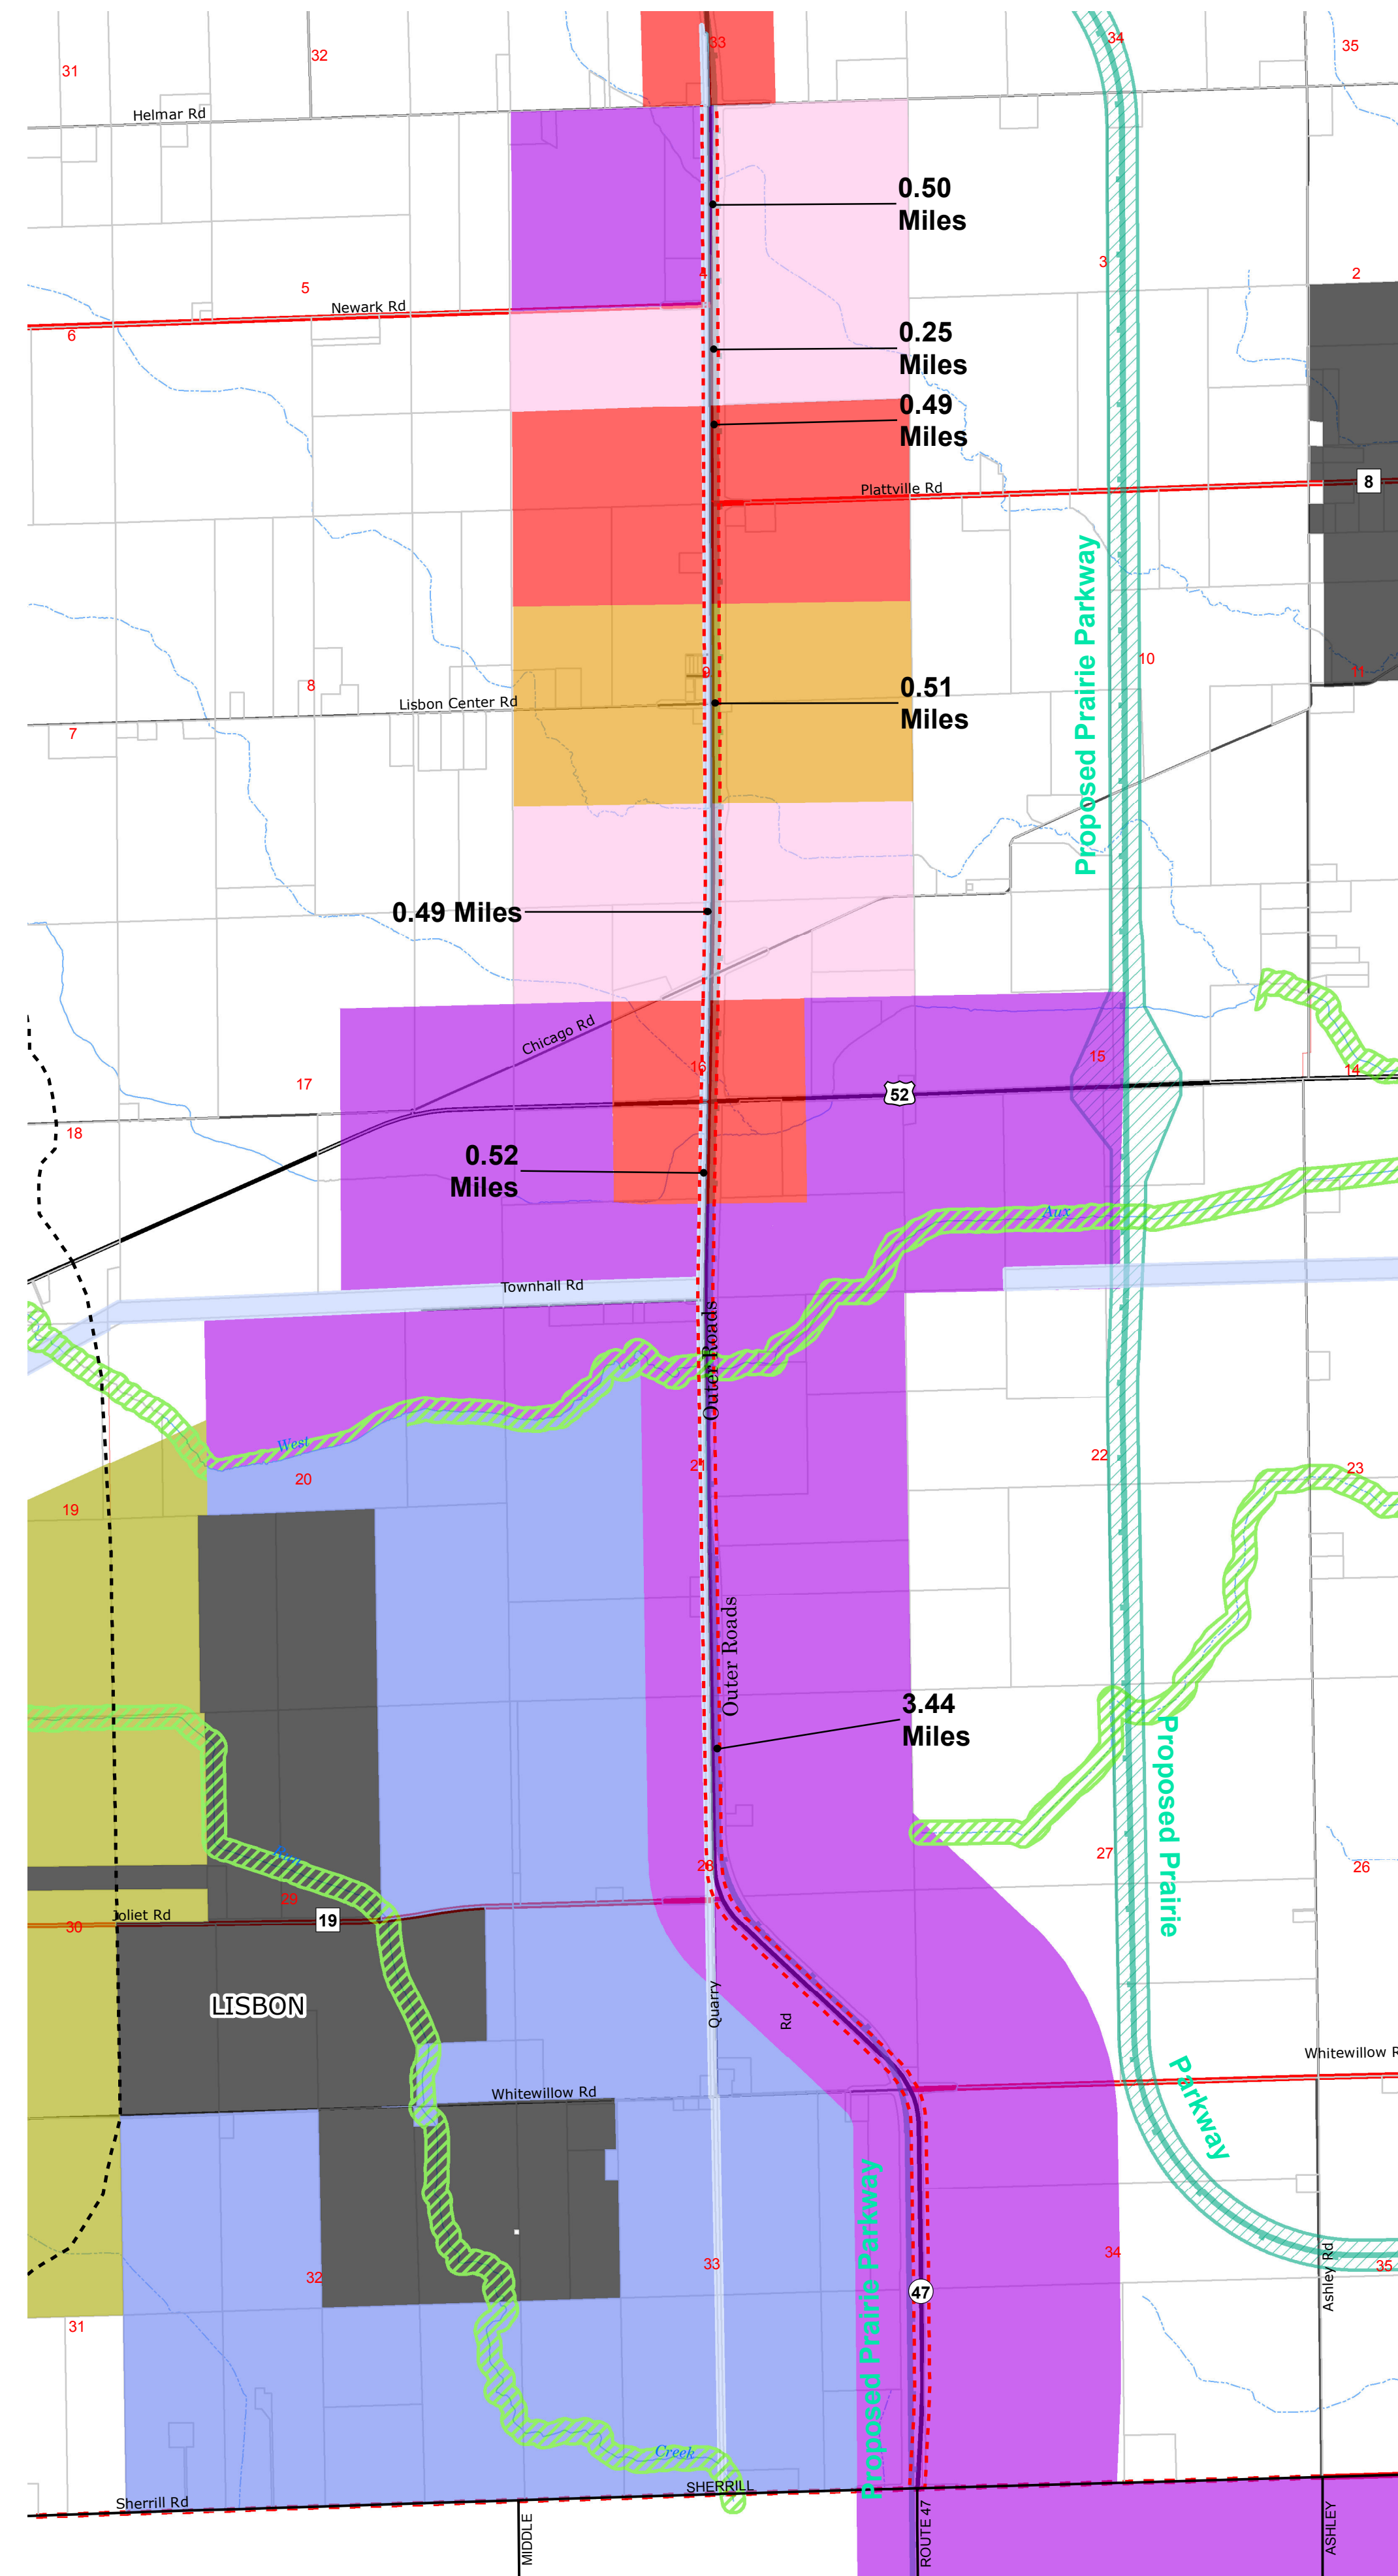 33
34
35
31
32
Helmar Rd
0.50
Miles
3
2
4
5
Newark Rd
6
0.25
Miles
0.49
Miles
8
Plattville Rd
Proposed Prairie Parkway
10
11
9
8
0.51
Miles
Lisbon Center Rd
7
0.49 Miles
Chicago Rd
15
16
14
17
52
18
0.52
Miles
Aux
Townhall Rd
Outer Roads
West
20
21
22
23
19
Outer Roads
3.44
Miles
Proposed Prairie
Parkway
28
27
26
29
30
Joliet Rd
19
LISBON
Quarry
Rd
Whitewillow R
Whitewillow Rd
Proposed Prairie Parkway
34
33
32
35
47
Ashley Rd
31
Creek
SHERRILL
Sherrill Rd
MIDDLE
ROUTE 47
ASHLEY